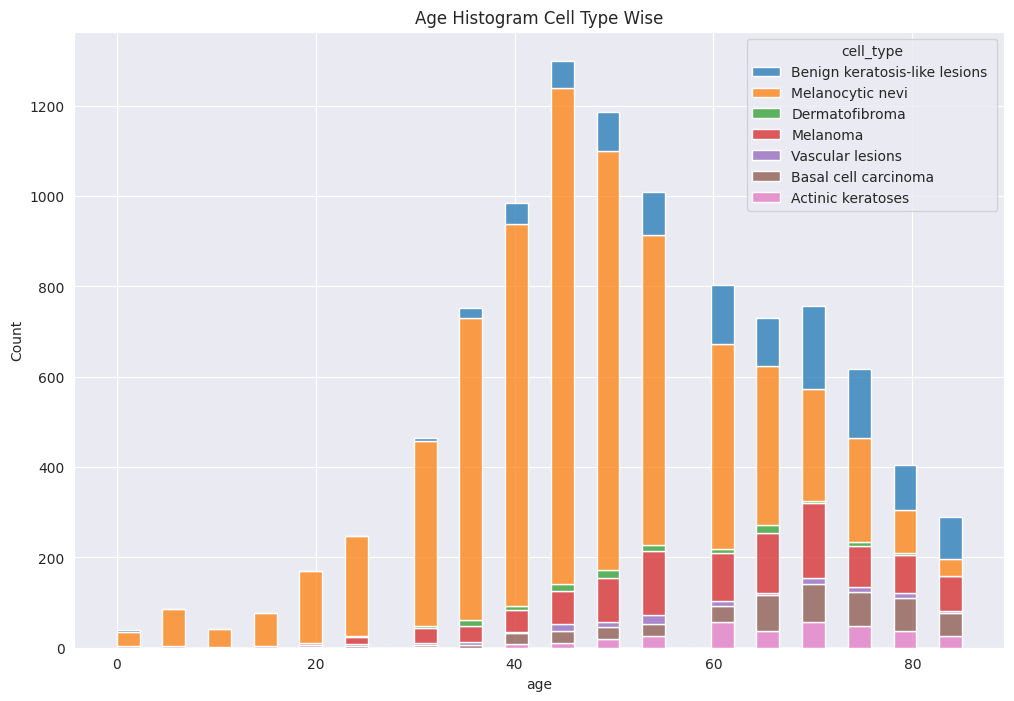 Age Histogram Cell Type Wise
cell_type
Benign keratosis-like lesions
Melanocytic nevi
Dermatofibroma
Melanoma
Vascular lesions
Basal cell carcinoma
Actinic keratoses
Count
1200
1000
800
600
400
200
0
0 20 40 60 80
age